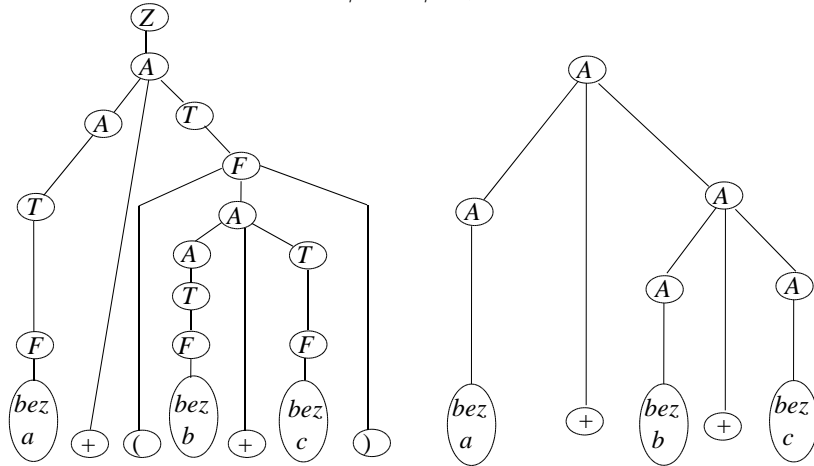 Z
A
A T
F
T A
A T
T
F F F
bez bez bez
a + ( b + c )
A
A A
A A
bez bez bez
a + b + c